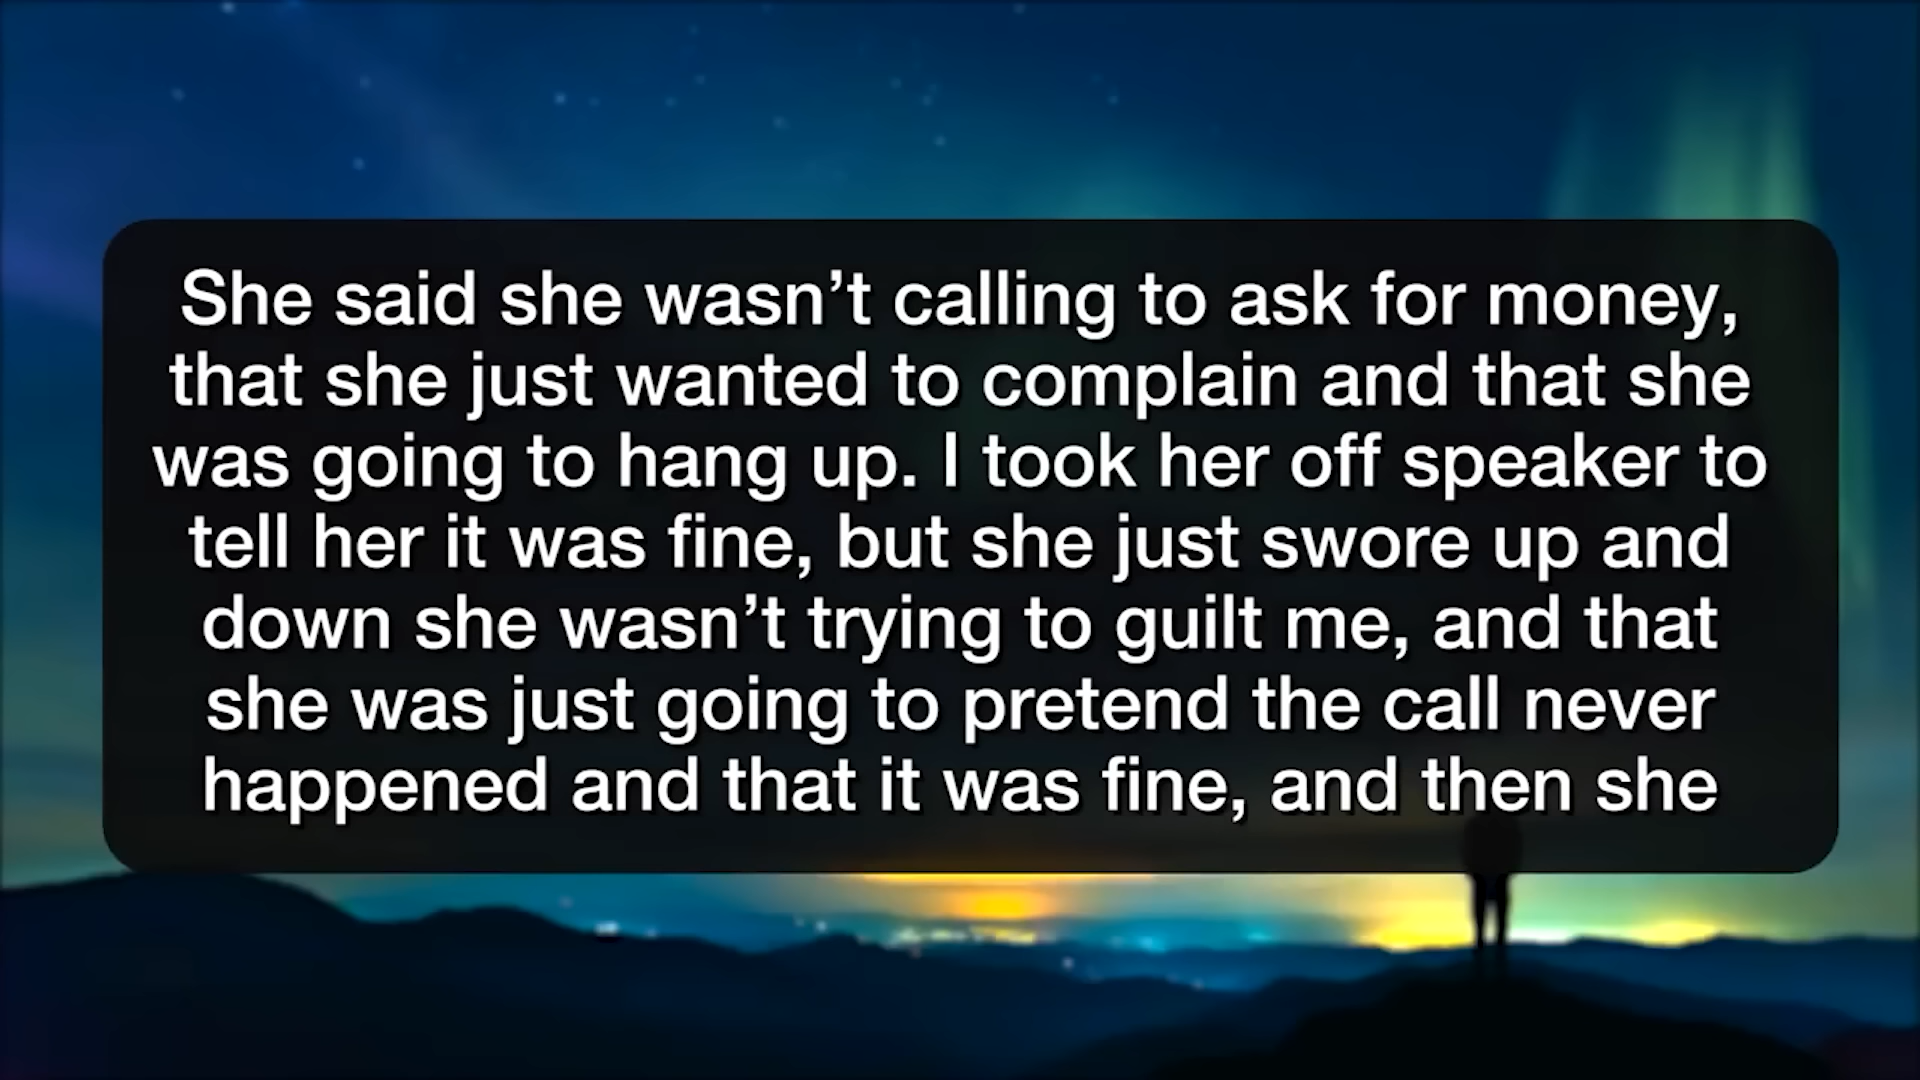 She said she wasn’t calling to ask for money,
that she just wanted to complain and that she
was going to hang up. I took her off speaker to
tell her it was fine, but she just swore up and
down she wasn’t trying to guilt me, and that
she was just going to pretend the call never
happened and that it was fine, and then she